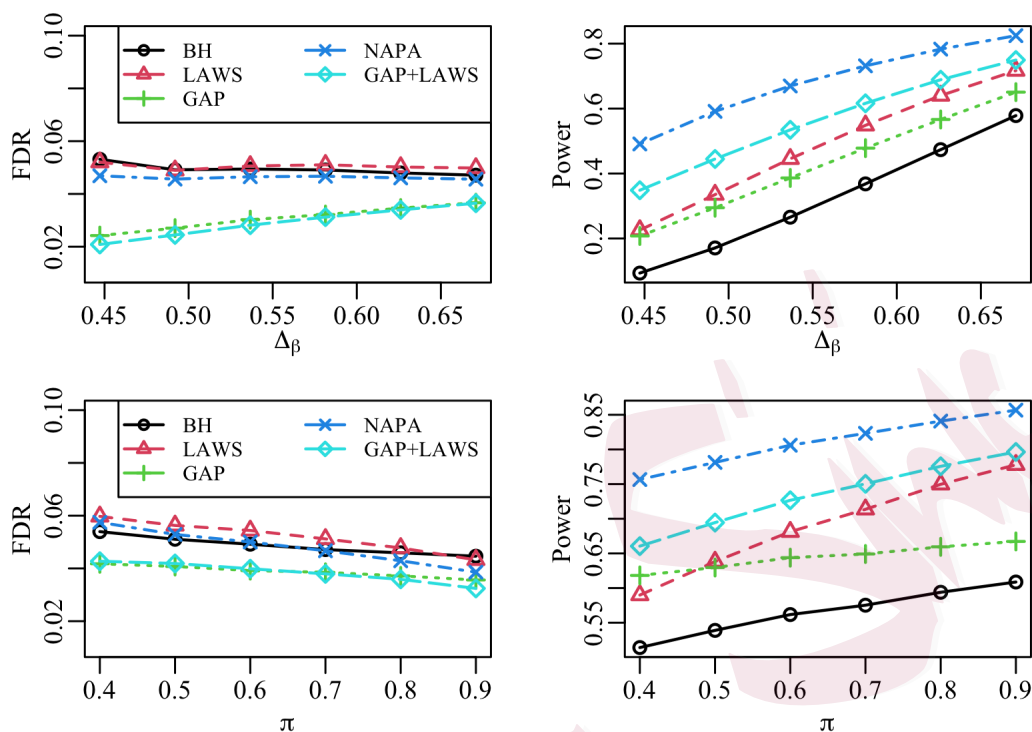 FDR
0.10
0.06
0.02
BH
LAWS
GAP
NAPA
GAP+LAWS
0.45 0.50 0.55 0.60 0.65
Δβ
Power
0.8
0.6
0.4
0.2
0.45 0.50 0.55 0.60 0.65
Δβ
FDR
0.10
0.06
0.02
BH
LAWS
GAP
NAPA
GAP+LAWS
0.4 0.5 0.6 0.7 0.8 0.9
π
Power
0.85
0.75
0.65
0.55
0.4 0.5 0.6 0.7 0.8 0.9
π